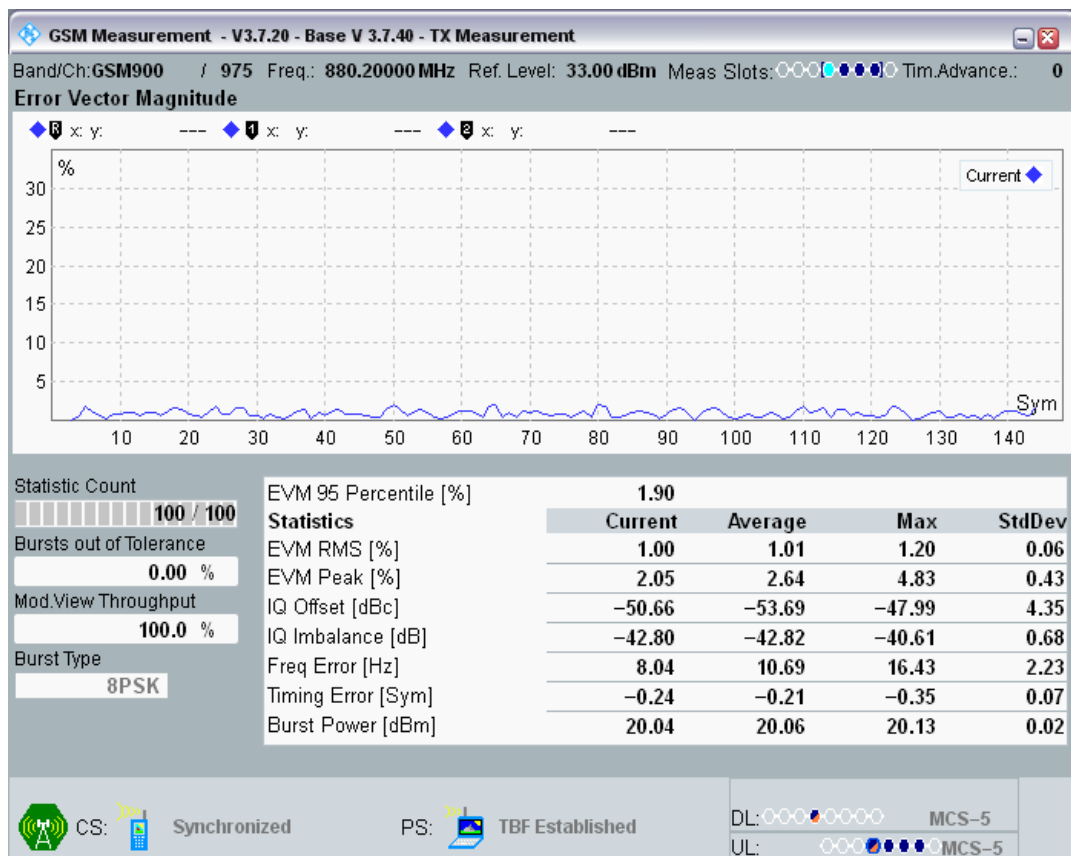 GSM Measurement - V3.7.20 - Base V 3.7.40 - TX Measurement
Band/Ch:GSM900 / 975 Freq.: 880.20000 MHz Ref. Level: 33.00 dBm Meas Slots: Tim.Advance.: 0
Error Vector Magnitude
R x: y: --- 1 x: y: --- 2 x: y: ---
%
Current
30
25
20
15
10
5
Sym
10 20 30 40 50 60 70 80 90 100 110 120 130 140
Statistic Count
100 / 100
Bursts out of Tolerance
0.00 %
Mod.View Throughput
100.0 %
Burst Type
8PSK
EVM 95 Percentile [%] 1.90
Statistics Current Average Max StdDev
EVM RMS [%] 1.00 1.01 1.20 0.06
EVM Peak [%] 2.05 2.64 4.83 0.43
IQ Offset [dBc] −50.66 −53.69 −47.99 4.35
IQ Imbalance [dB] −42.80 −42.82 −40.61 0.68
Freq Error [Hz] 8.04 10.69 16.43 2.23
Timing Error [Sym] −0.24 −0.21 −0.35 0.07
Burst Power [dBm] 20.04 20.06 20.13 0.02
CS: Synchronized PS: TBF Established
DL: MCS−5
UL: MCS−5